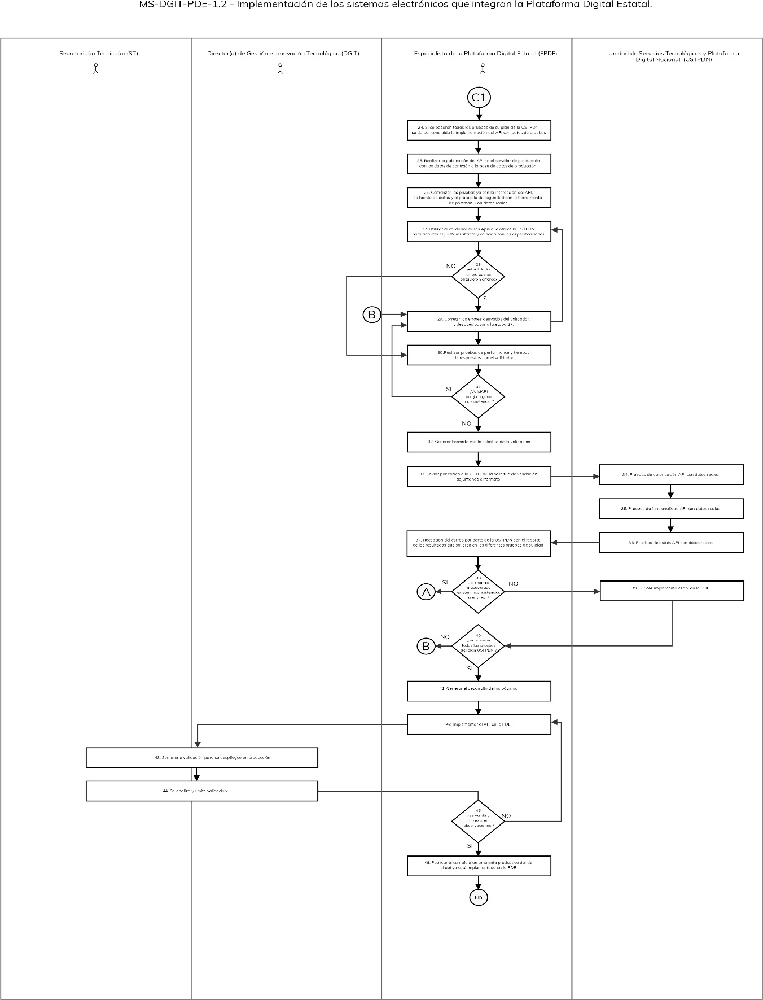 MS-DGIT-PDE-1.2 - Implementación de los sistemas electrónicos que integran la Plataforma Digital Estatal.
Secretario(a) Técnico(a) (ST)
Director(a) de Gestión e Innovación Tecnológica (DGIT)
Especialista de la Plataforma Digital Estatal (EPDE)
Unidad de Servicios Tecnológicos y Plataforma
Digital Nacional (USTPDN)
C1
24. Si se pasaron todas las pruebas de su plan de la USTPDN
se da por concluida la implementación del API con datos de pruebas
25. Realizar la publicación del API en el servidor de producción
con los datos de conexión a la base de datos de producción.
26. Comenzar las pruebas ya con la interacción del API,
la fuente de datos y el protocolo de seguridad con la herramienta
de postman. Con datos reales
27. Utilizar el validador de las Apis que ofrece la USTPDN
para analizar el JSON resultante y coincida con las especificaciones
NO
28.
¿el validador
arroja que se
obtuvieron errores?
SI
B
29. Corregir los errores derivados del validador,
y después pasar a la etapa 27.
30.Realizar pruebas de performance y tiempos
de respuestas con el validador
SI
31.
¿ValidAPI
arroja alguna
inconsistencia ?
NO
32. Generar Formato con la solicitud de la validación
33. Enviar por correo a la USTPDN la solicitud de validación
adjuntando el formato
34. Pruebas de autorización API con datos reales
35. Pruebas de funcionalidad API con datos reales
36. Pruebas de estrés API con datos reales
37. Recepción del correo por parte de la USTPDN con el reporte
de los resultados que salieron en las diferentes pruebas de su plan
SI
38.
¿el reporte
muestra que
existen inconsistencias
o errores ?
NO
A
39. SESNA implementa el api en la PDE
NO
40.
¿se pasaron
todas las pruebas
del plan USTPDN ?
B
SI
41. Generar el desarrollo de las páginas
42. Implementar el API en la PDE
43. Someter a validación para su despliegue en producción
44. Se analiza y emite validación
45.
¿se valida y
no existen
observaciones ?
NO
SI
46. Publicar el cambio a un ambiente productivo donde
el api ya esté implementada en la PDE
Fin